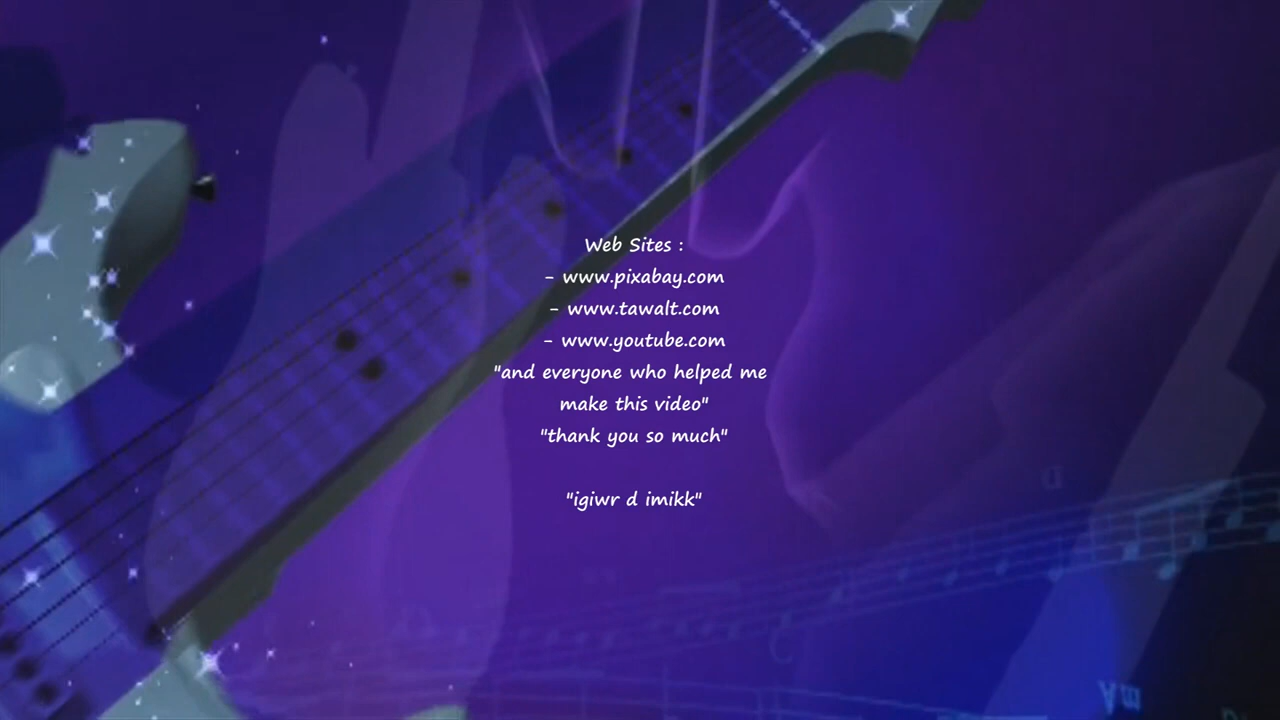 Web Sites :
- www.pixabay.com
- www.tawalt.com
- www.youtube.com
"and everyone who helped me
make this video"
"thank you so much"
"igiwr d imikk"
Am